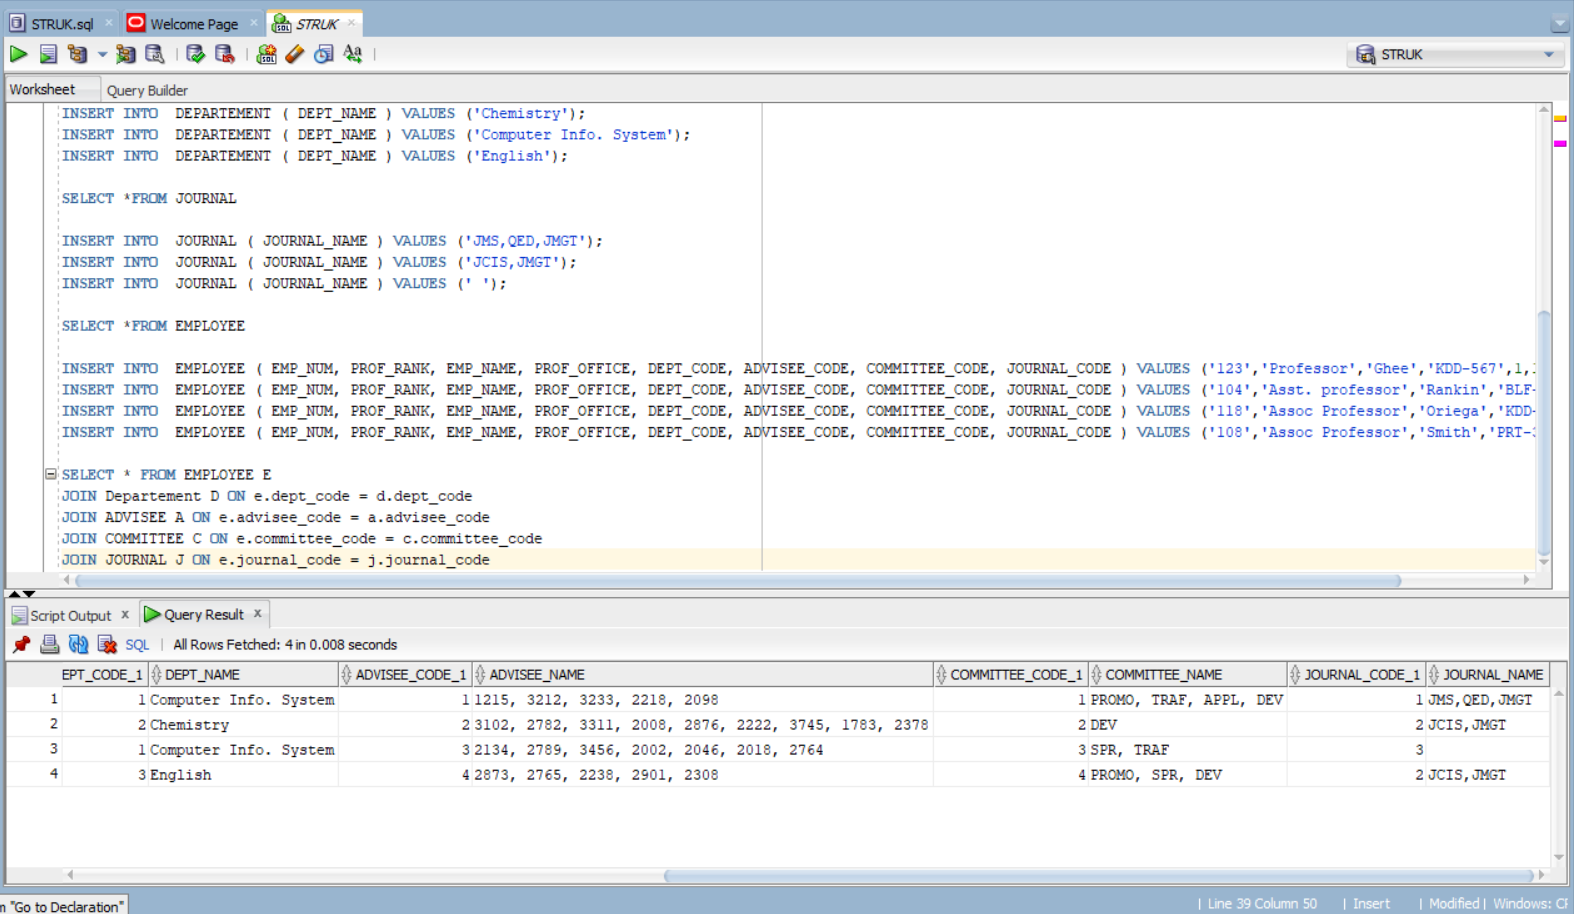 STRUK.sql × Welcome Page × STRUK ×
STRUK
Worksheet Query Builder
INSERT INTO DEPARTEMENT ( DEPT_NAME ) VALUES ('Chemistry');
INSERT INTO DEPARTEMENT ( DEPT_NAME ) VALUES ('Computer Info. System');
INSERT INTO DEPARTEMENT ( DEPT_NAME ) VALUES ('English');
SELECT *FROM JOURNAL
INSERT INTO JOURNAL ( JOURNAL_NAME ) VALUES ('JMS,QED,JMGT');
INSERT INTO JOURNAL ( JOURNAL_NAME ) VALUES ('JCIS,JMGT');
INSERT INTO JOURNAL ( JOURNAL_NAME ) VALUES (' ');
SELECT *FROM EMPLOYEE
INSERT INTO EMPLOYEE ( EMP_NUM, PROF_RANK, EMP_NAME, PROF_OFFICE, DEPT_CODE, ADVISEE_CODE, COMMITTEE_CODE, JOURNAL_CODE ) VALUES ('123','Professor','Ghee','KDD-567',1,
INSERT INTO EMPLOYEE ( EMP_NUM, PROF_RANK, EMP_NAME, PROF_OFFICE, DEPT_CODE, ADVISEE_CODE, COMMITTEE_CODE, JOURNAL_CODE ) VALUES ('104','Asst. professor','Rankin','BLF-
INSERT INTO EMPLOYEE ( EMP_NUM, PROF_RANK, EMP_NAME, PROF_OFFICE, DEPT_CODE, ADVISEE_CODE, COMMITTEE_CODE, JOURNAL_CODE ) VALUES ('118','Assoc Professor','Oriega','KDD-
INSERT INTO EMPLOYEE ( EMP_NUM, PROF_RANK, EMP_NAME, PROF_OFFICE, DEPT_CODE, ADVISEE_CODE, COMMITTEE_CODE, JOURNAL_CODE ) VALUES ('108','Assoc Professor','Smith','PRT-
SELECT * FROM EMPLOYEE E
JOIN Departement D ON e.dept_code = d.dept_code
JOIN ADVISEE A ON e.advisee_code = a.advisee_code
JOIN COMMITTEE C ON e.committee_code = c.committee_code
JOIN JOURNAL J ON e.journal_code = j.journal_code
Script Output x Query Result x
SQL | All Rows Fetched: 4 in 0.008 seconds
EPT_CODE_1 DEPT_NAME ADVISEE_CODE_1 ADVISEE_NAME COMMITTEE_CODE_1 COMMITTEE_NAME JOURNAL_CODE_1 JOURNAL_NAME
1 1 Computer Info. System 1 1215, 3212, 3233, 2218, 2098 1 PROMO, TRAF, APPL, DEV 1 JMS,QED,JMGT
2 2 Chemistry 2 3102, 2782, 3311, 2008, 2876, 2222, 3745, 1783, 2378 2 DEV 2 JCIS,JMGT
3 1 Computer Info. System 3 2134, 2789, 3456, 2002, 2046, 2018, 2764 3 SPR, TRAF 3
4 3 English 4 2873, 2765, 2238, 2901, 2308 4 PROMO, SPR, DEV 2 JCIS,JMGT
"Go to Declaration" | Line 39 Column 50 | Insert | Modified | Windows: